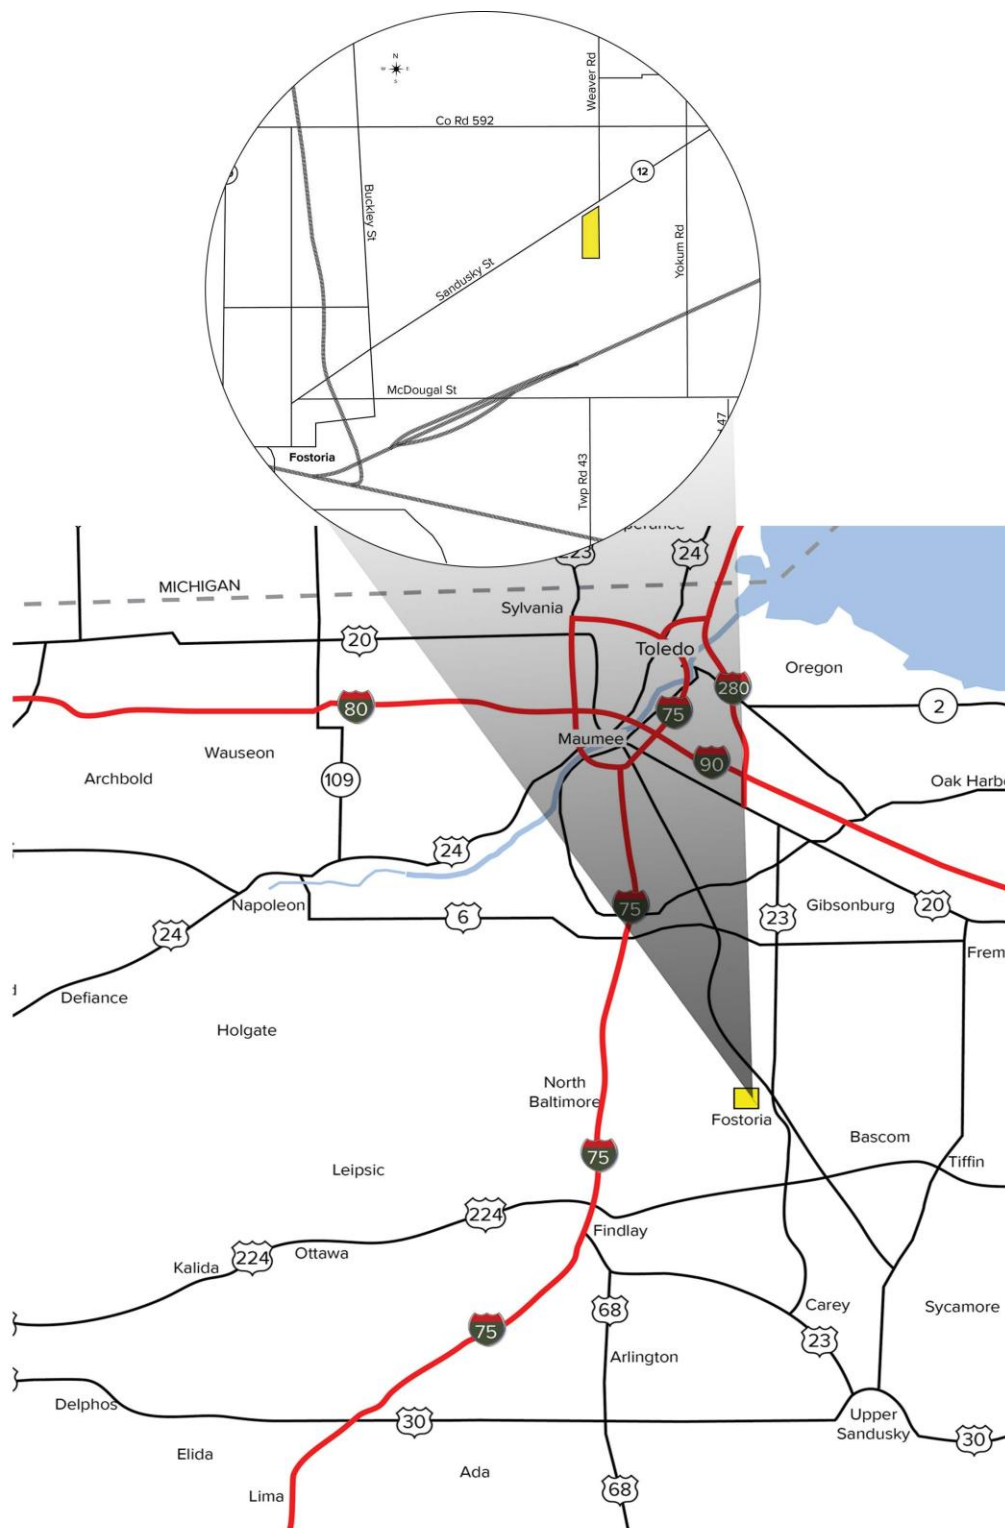 N
W
E
S
Weaver Rd
Co Rd 592
12
Buckley St
Yokum Rd
Sandusky St
McDougal St
Fostoria
Twp Rd 43
47
223
24
MICHIGAN
Sylvania
20
Toledo
Oregon
280
80
75
2
Maumee
Wauseon
90
Archbold
109
Oak Harb
24
Napoleon
75
Gibsonburg
20
6
23
24
Frem
Defiance
Holgate
North
Baltimore
Fostoria
Bascom
75
Tiffin
Leipsic
224
Findlay
224
Ottawa
Kalida
68
Carey
Sycamore
75
23
Arlington
Delphos
30
Upper
Sandusky
30
Elida
Ada
68
Lima